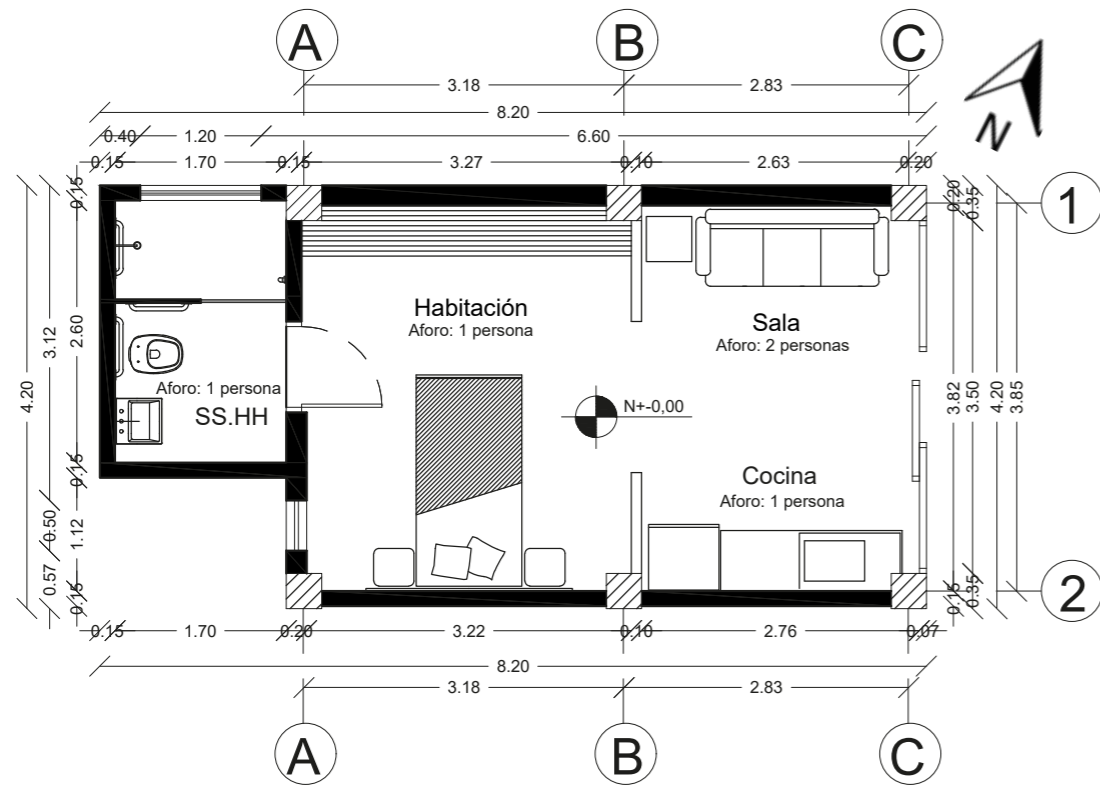 A
B
C
3.18
2.83
8.20
0.40
1.20
6.60
N
0.15
1.70
0.15
3.27
0.10
2.63
0.20
0.15
0.20
0.35
1
Habitación
Aforo: 1 persona
Sala
Aforo: 2 personas
4.20
3.12
2.60
Aforo: 1 persona
SS.HH
N+-0,00
3.82
3.50
4.20
3.85
Cocina
Aforo: 1 persona
0.15
0.50
1.12
0.57
0.15
0.15
0.35
2
0.15
1.70
0.20
3.22
0.10
2.76
0.07
8.20
3.18
2.83
A
B
C